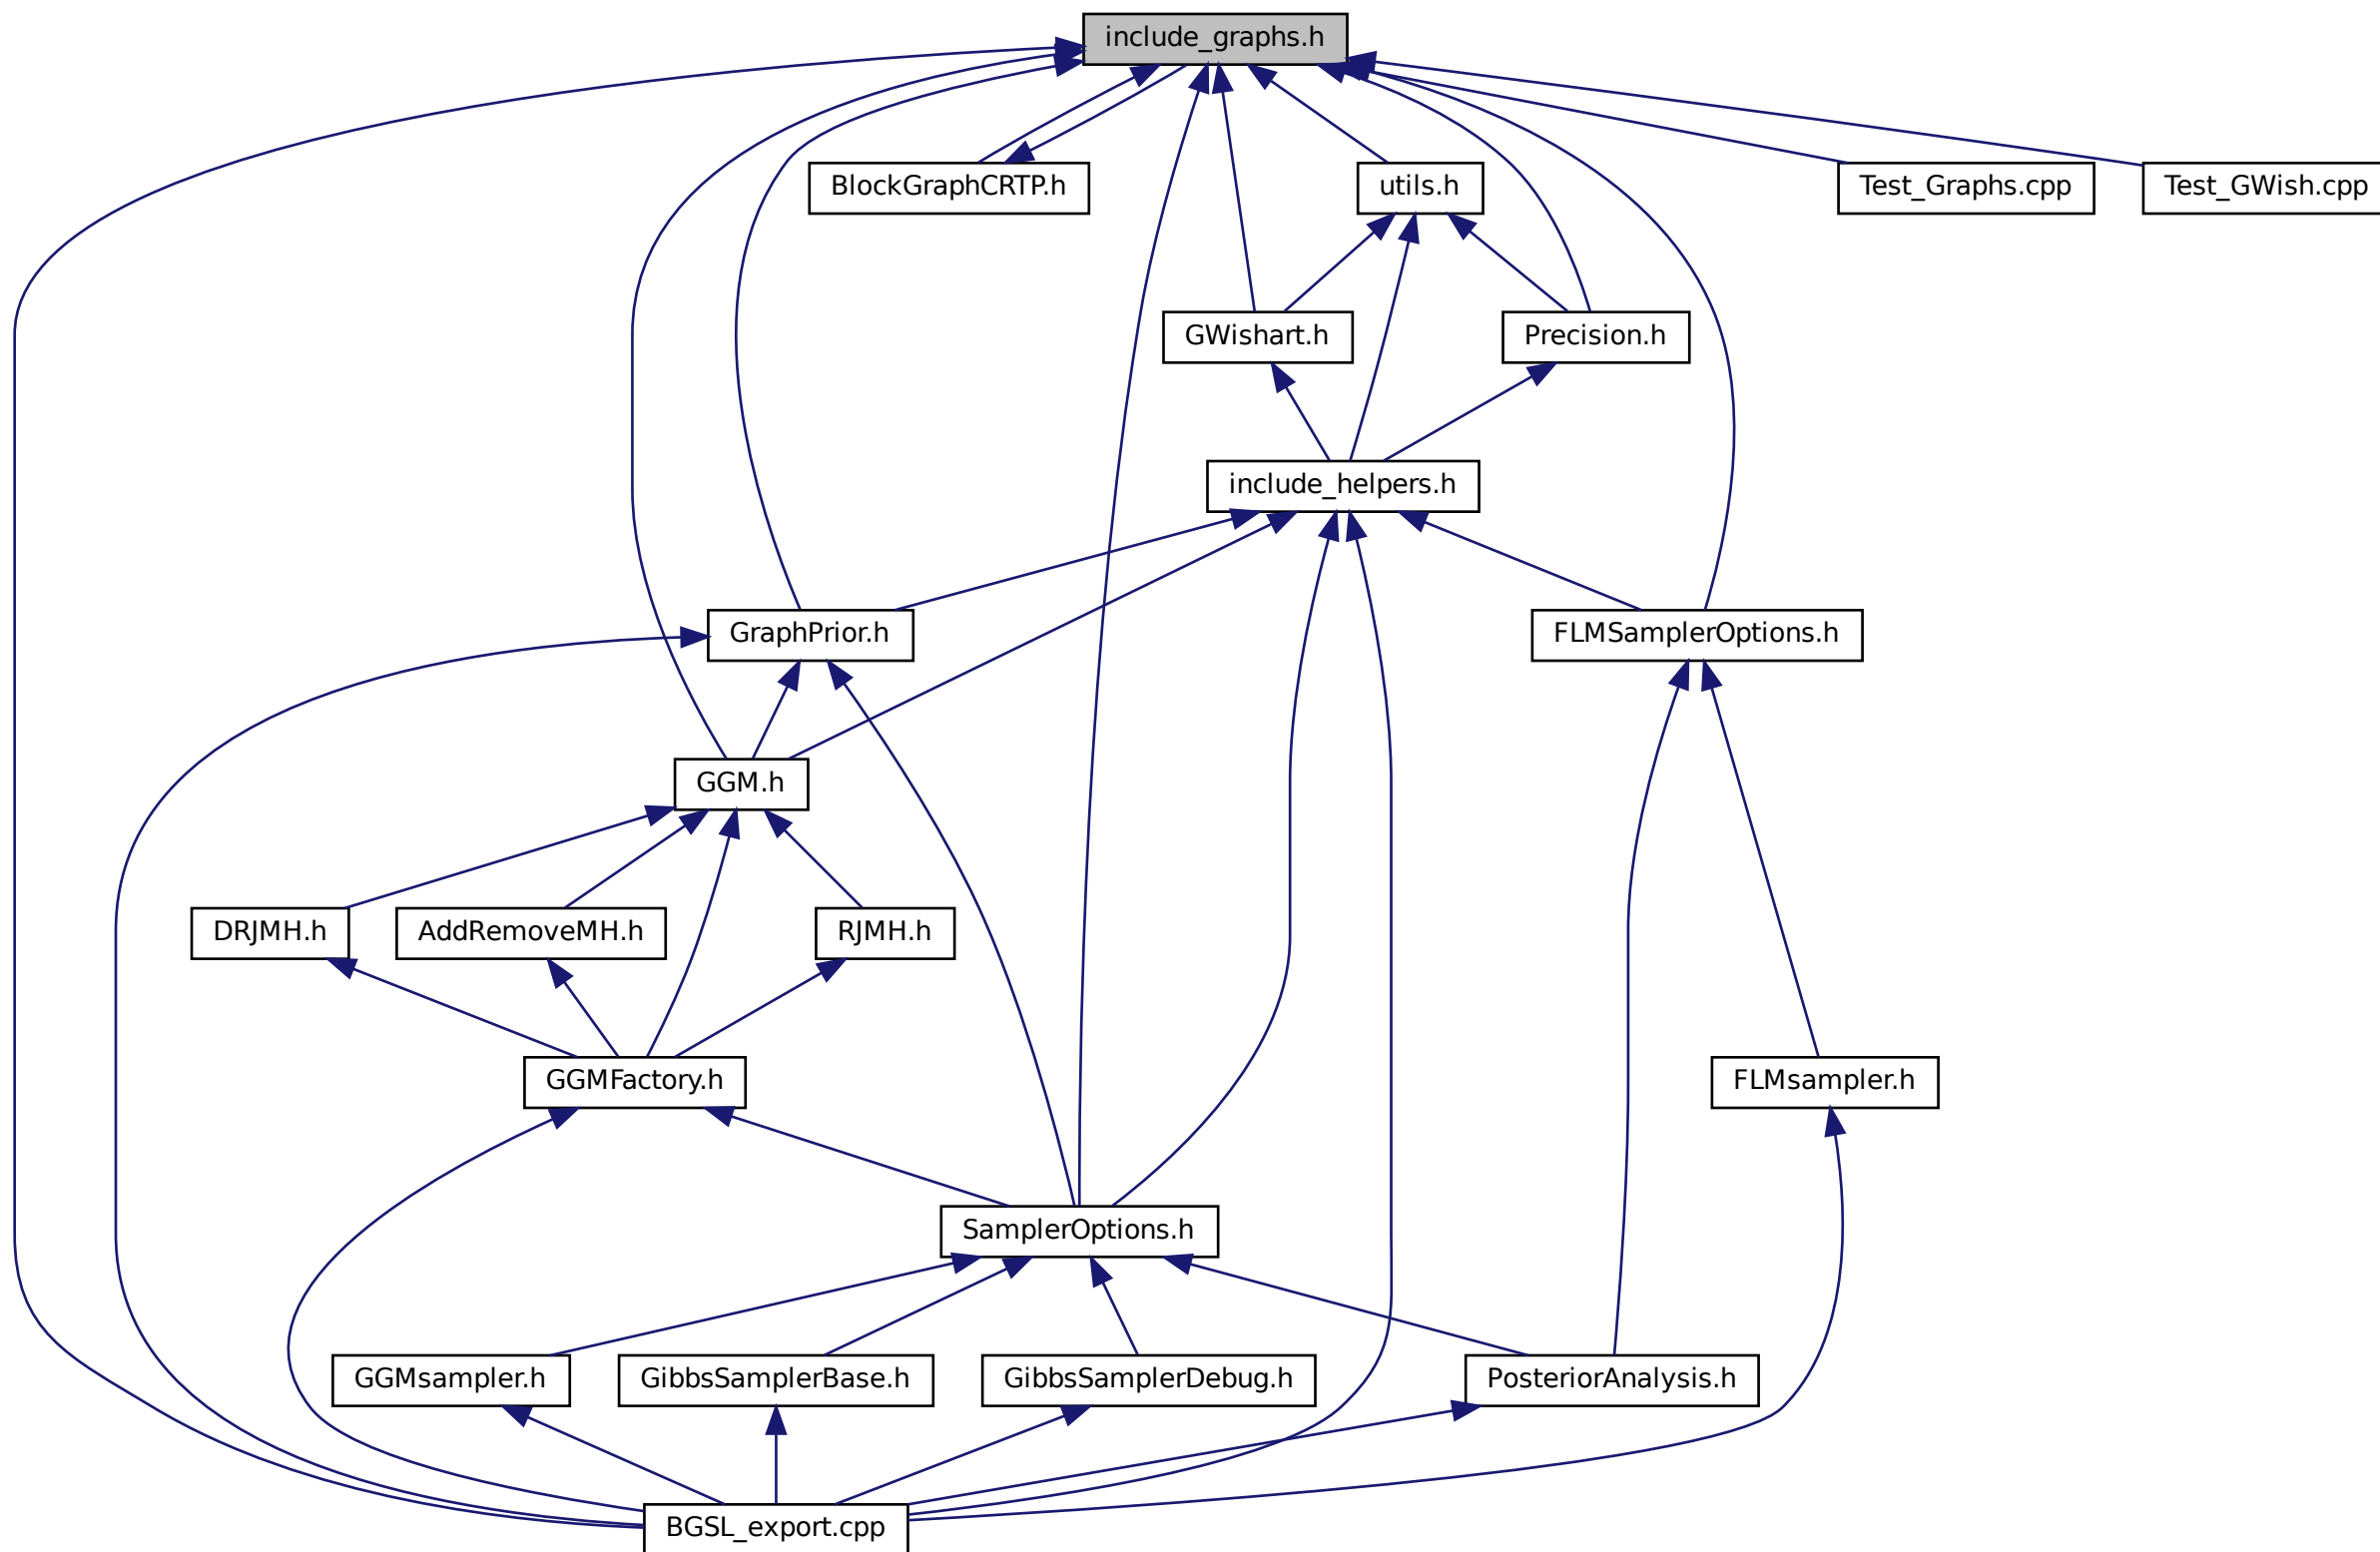 include_graphs.h
BlockGraphCRTP.h
utils.h
Test_Graphs.cpp
Test_GWish.cpp
GWishart.h
Precision.h
include_helpers.h
GraphPrior.h
FLMSamplerOptions.h
GGM.h
DRJMH.h
AddRemoveMH.h
RJMH.h
GGMFactory.h
FLMsampler.h
SamplerOptions.h
GGMsampler.h
GibbsSamplerBase.h
GibbsSamplerDebug.h
PosteriorAnalysis.h
BGSL_export.cpp